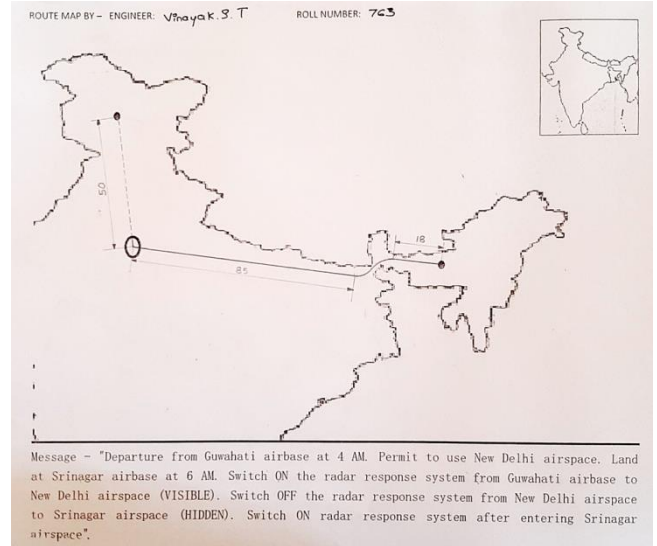 ROUTE MAP BY – ENGINEER: Vinayak.S.T ROLL NUMBER: 763
50
18
85
Message – "Departure from Guwahati airbase at 4 AM. Permit to use New Delhi airspace. Land
at Srinagar airbase at 6 AM. Switch ON the radar response system from Guwahati airbase to
New Delhi airspace (VISIBLE). Switch OFF the radar response system from New Delhi airspace
to Srinagar airspace (HIDDEN). Switch ON radar response system after entering Srinagar
airspace".